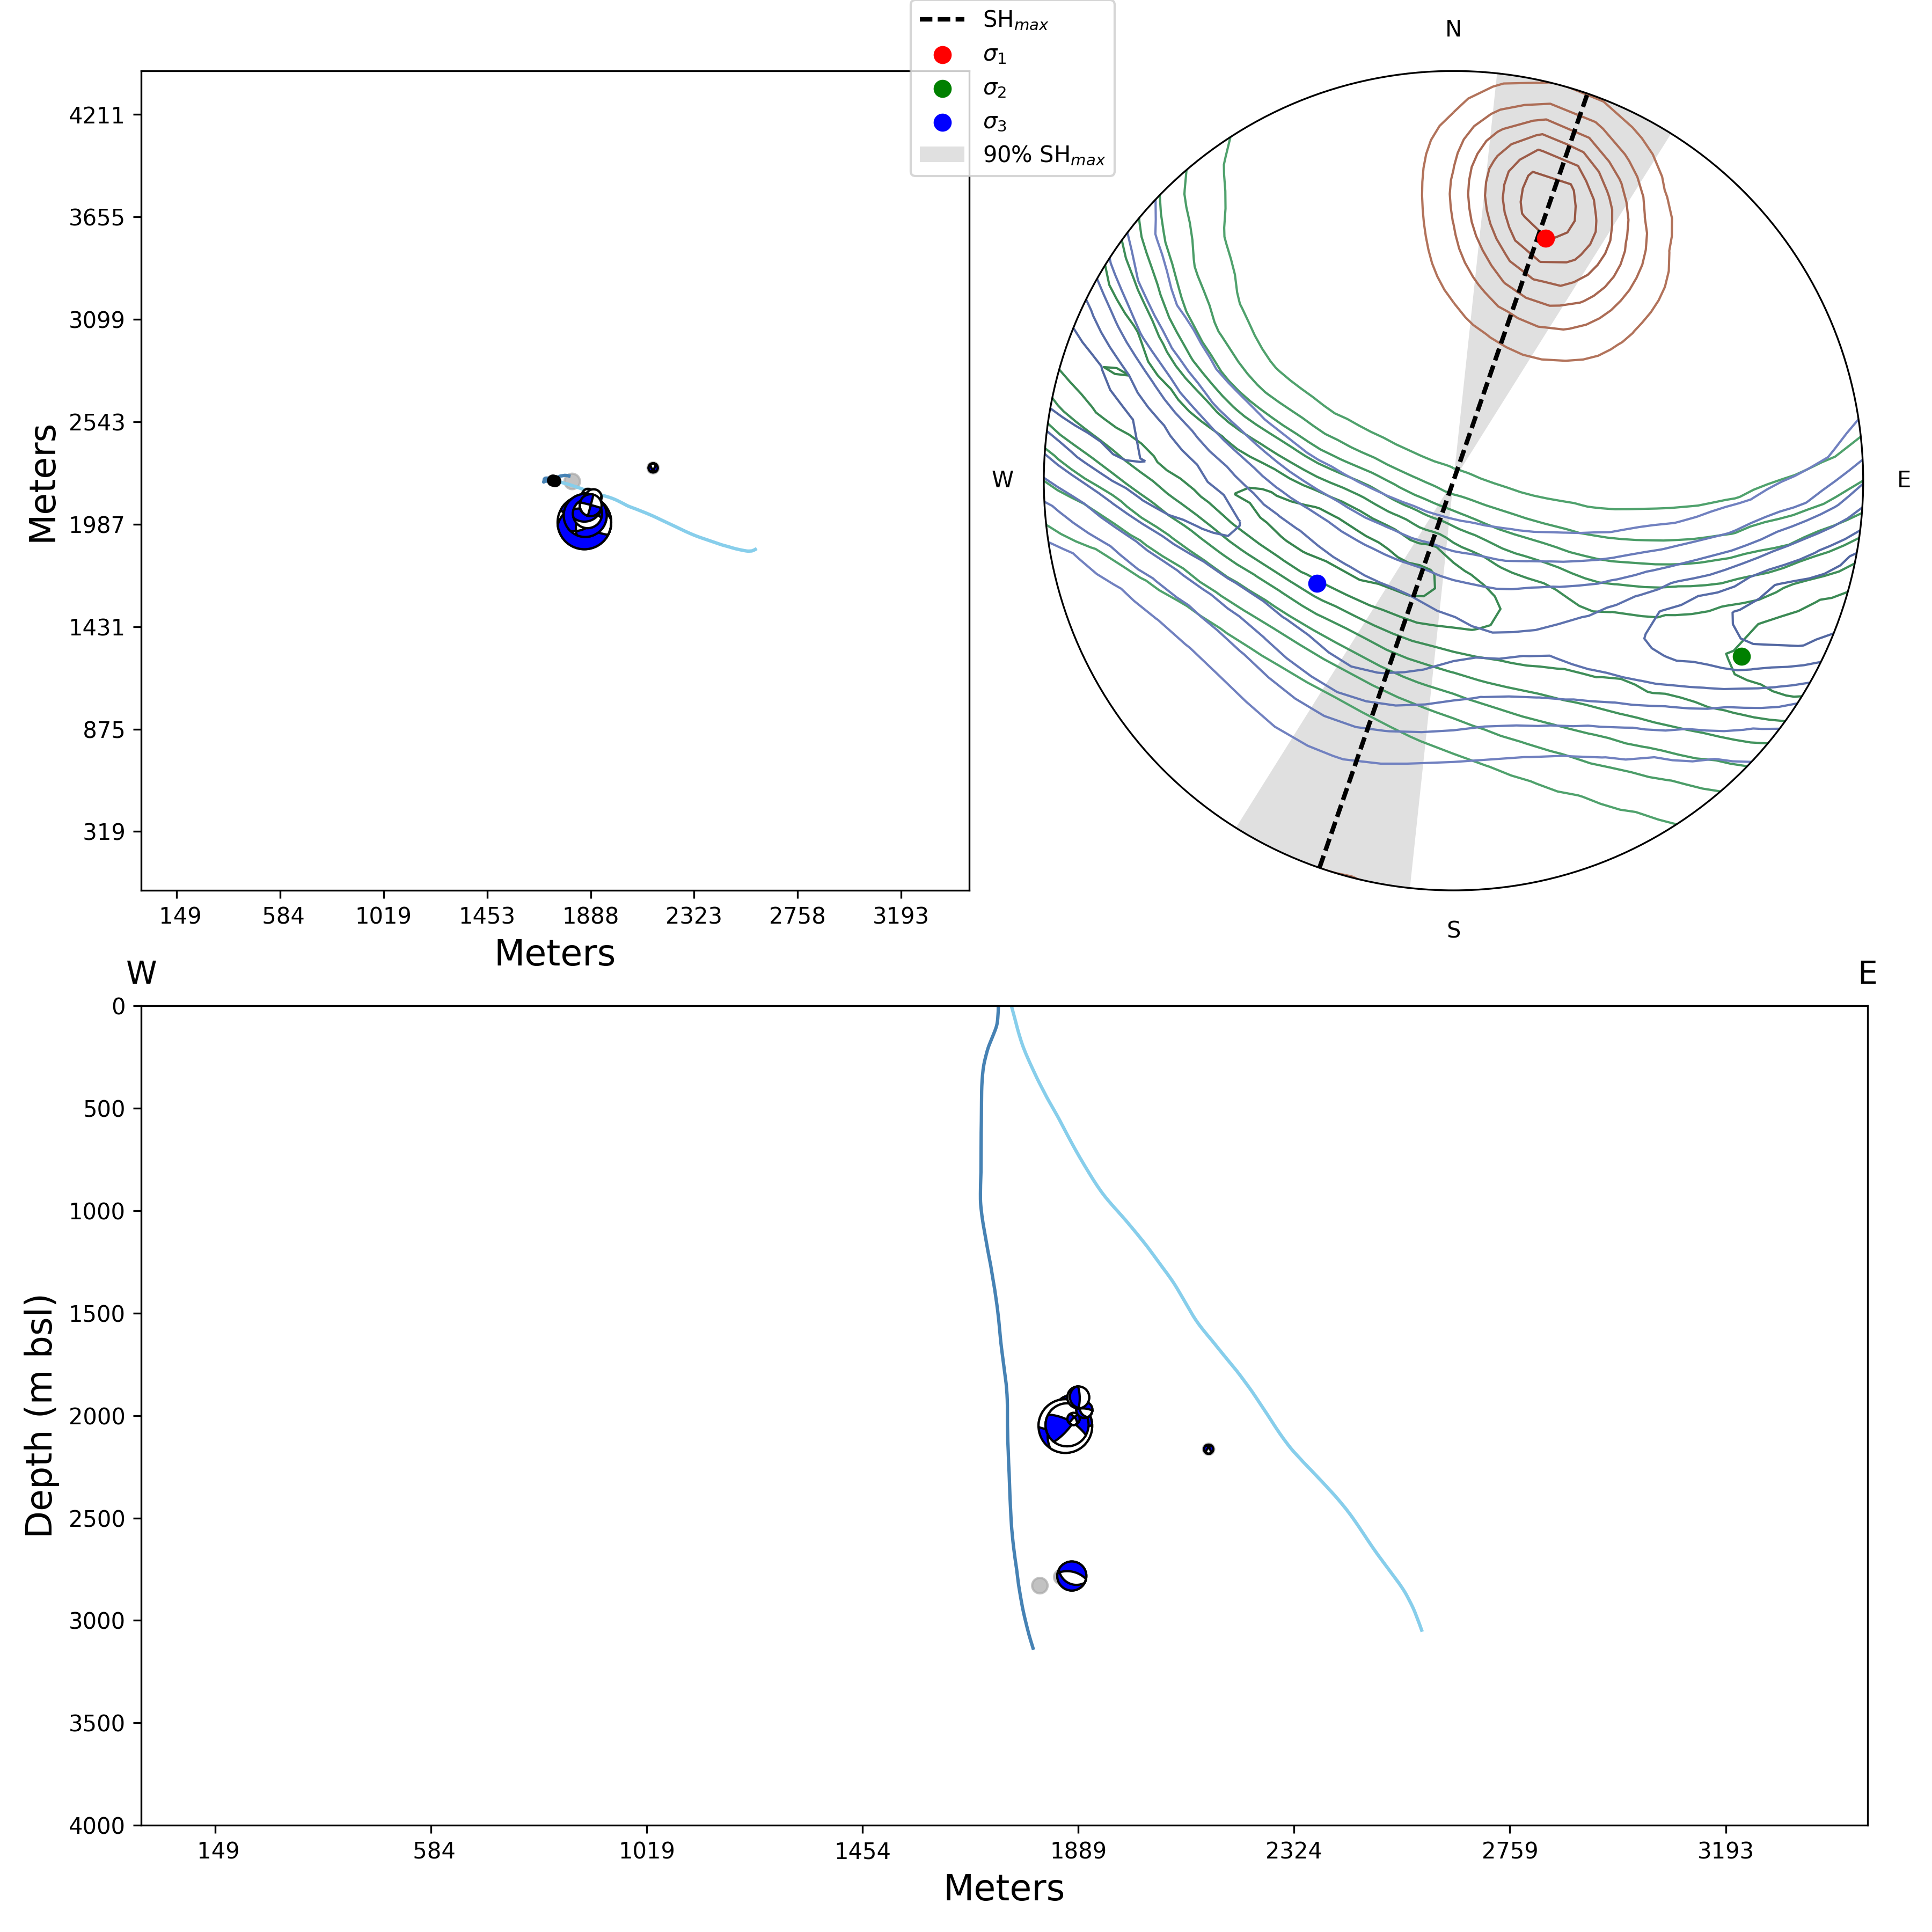 SHmax
σ1
σ2
σ3
90% SHmax
N
W
E
S
4211
3655
3099
2543
1987
1431
875
319
Meters
149 584 1019 1453 1888 2323 2758 3193
Meters
W E
0
500
1000
1500
2000
2500
3000
3500
4000
Depth (m bsl)
149 584 1019 1454 1889 2324 2759 3193
Meters